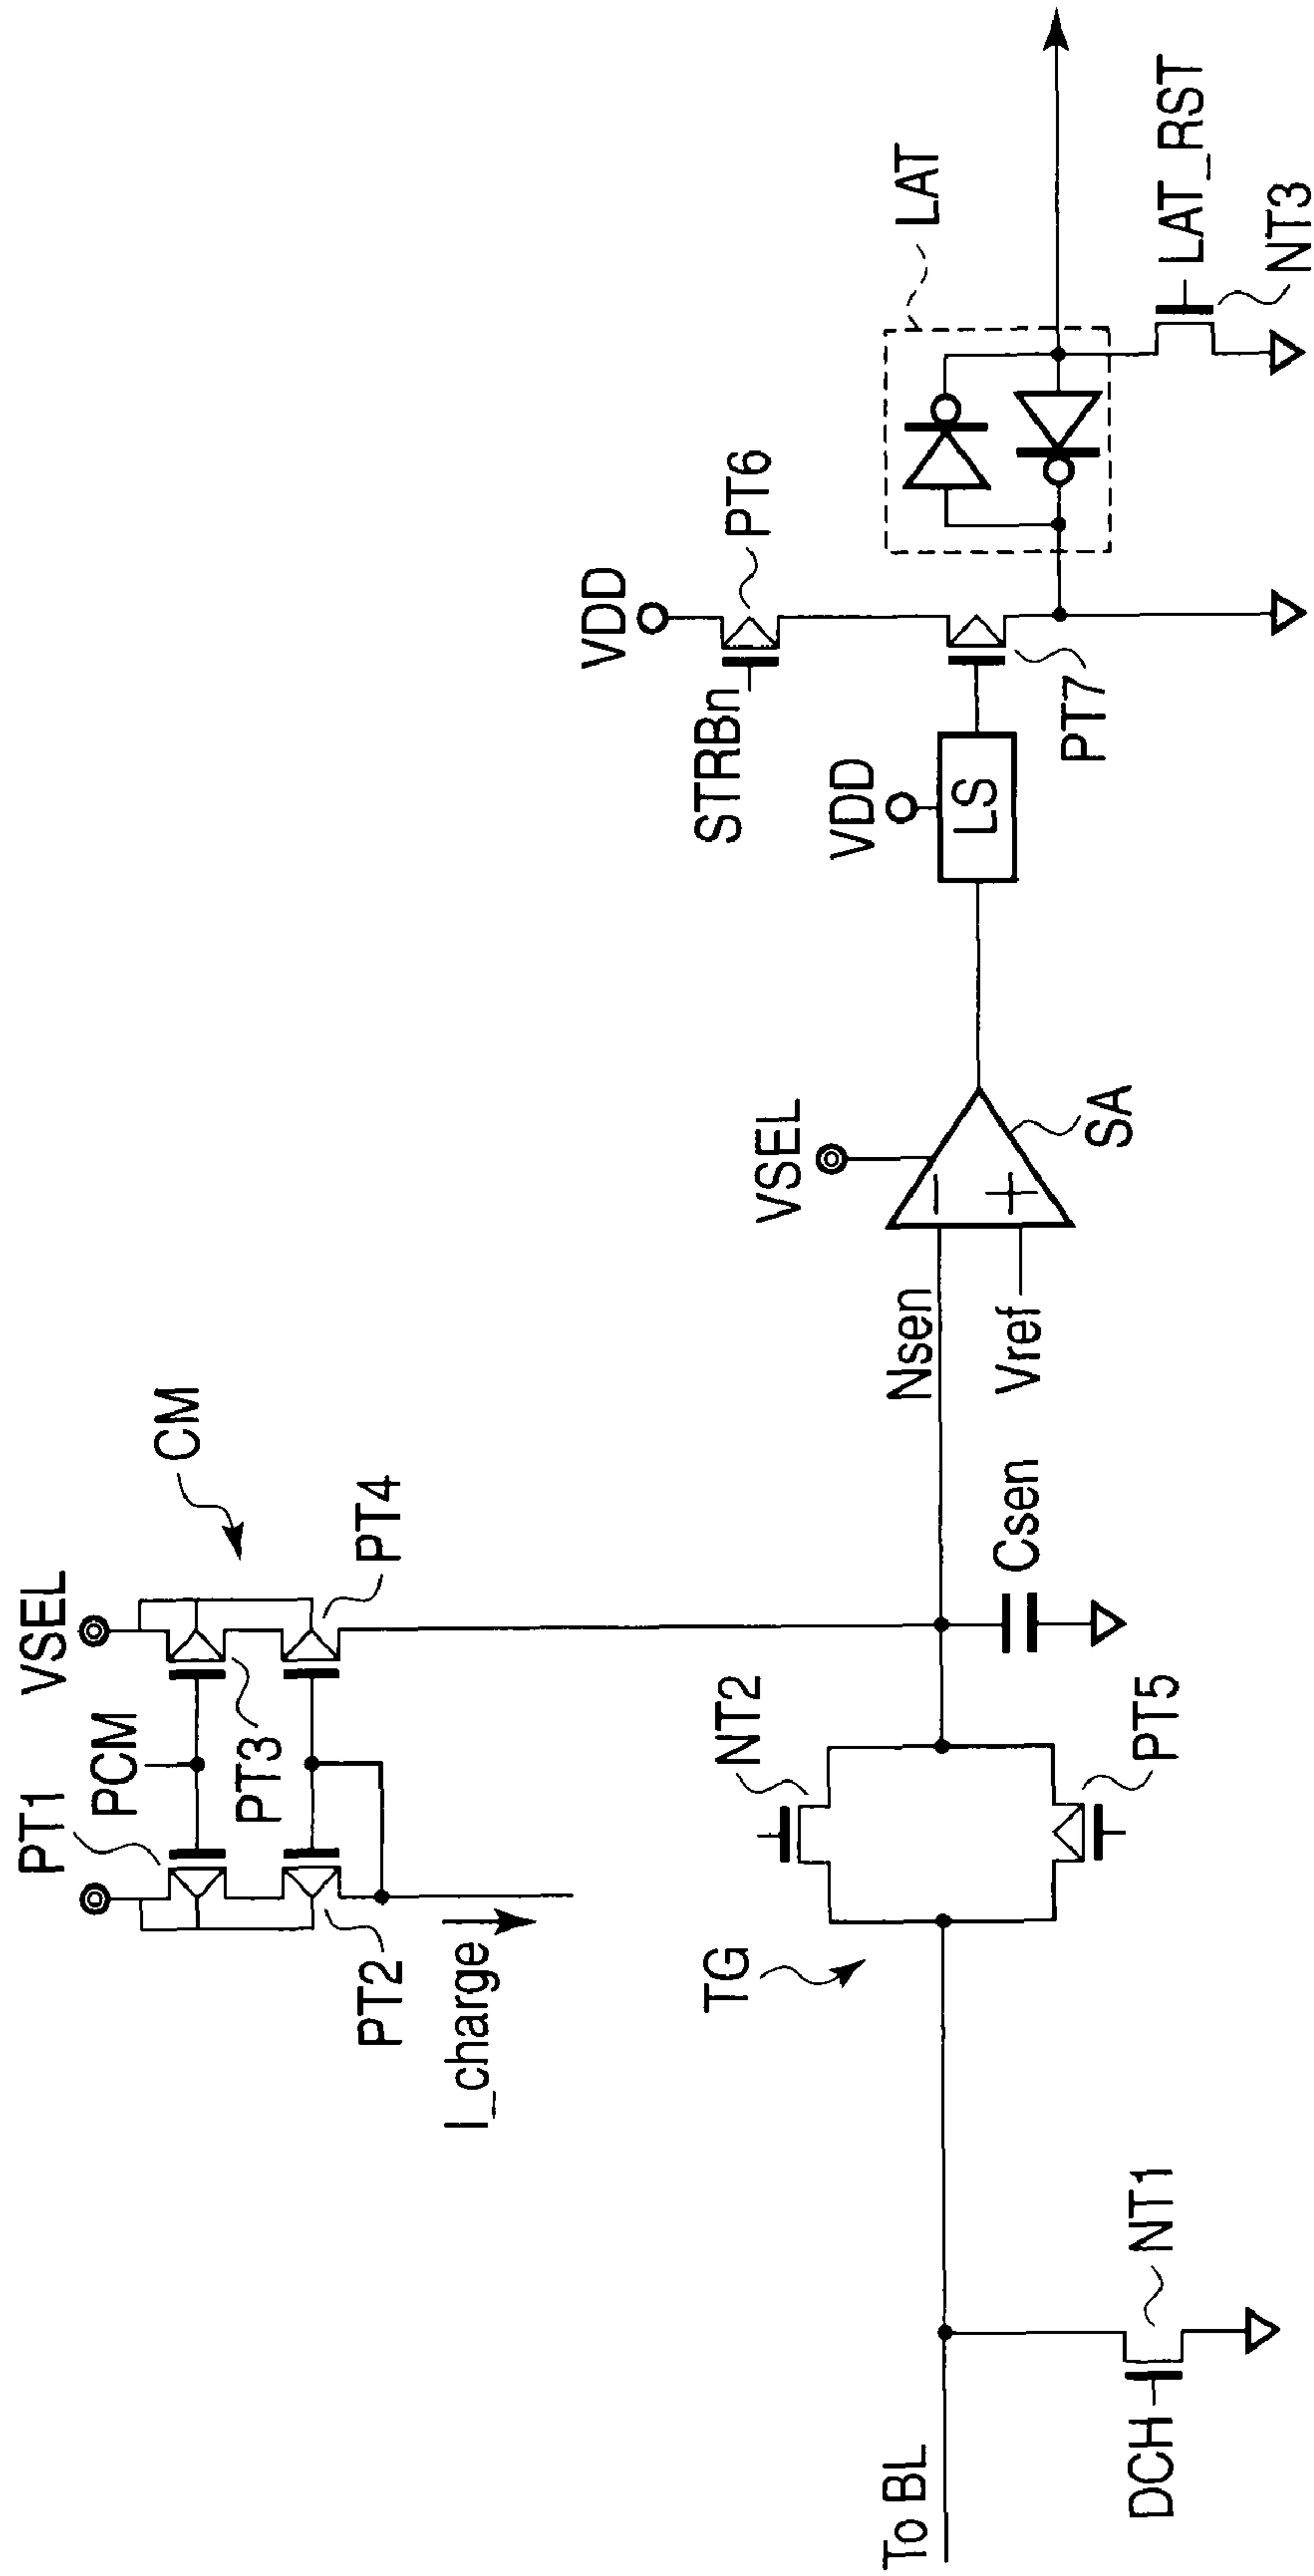 PT1
PCM
VSEL
CM
PT3
PT2
PT4
I_charge
TG
NT2
VSEL
VDD
STRBn
PT6
VDD
LS
LAT
To BL
Nsen
Vref
Csen
SA
PT7
PT5
DCH
NT1
LAT_RST
NT3